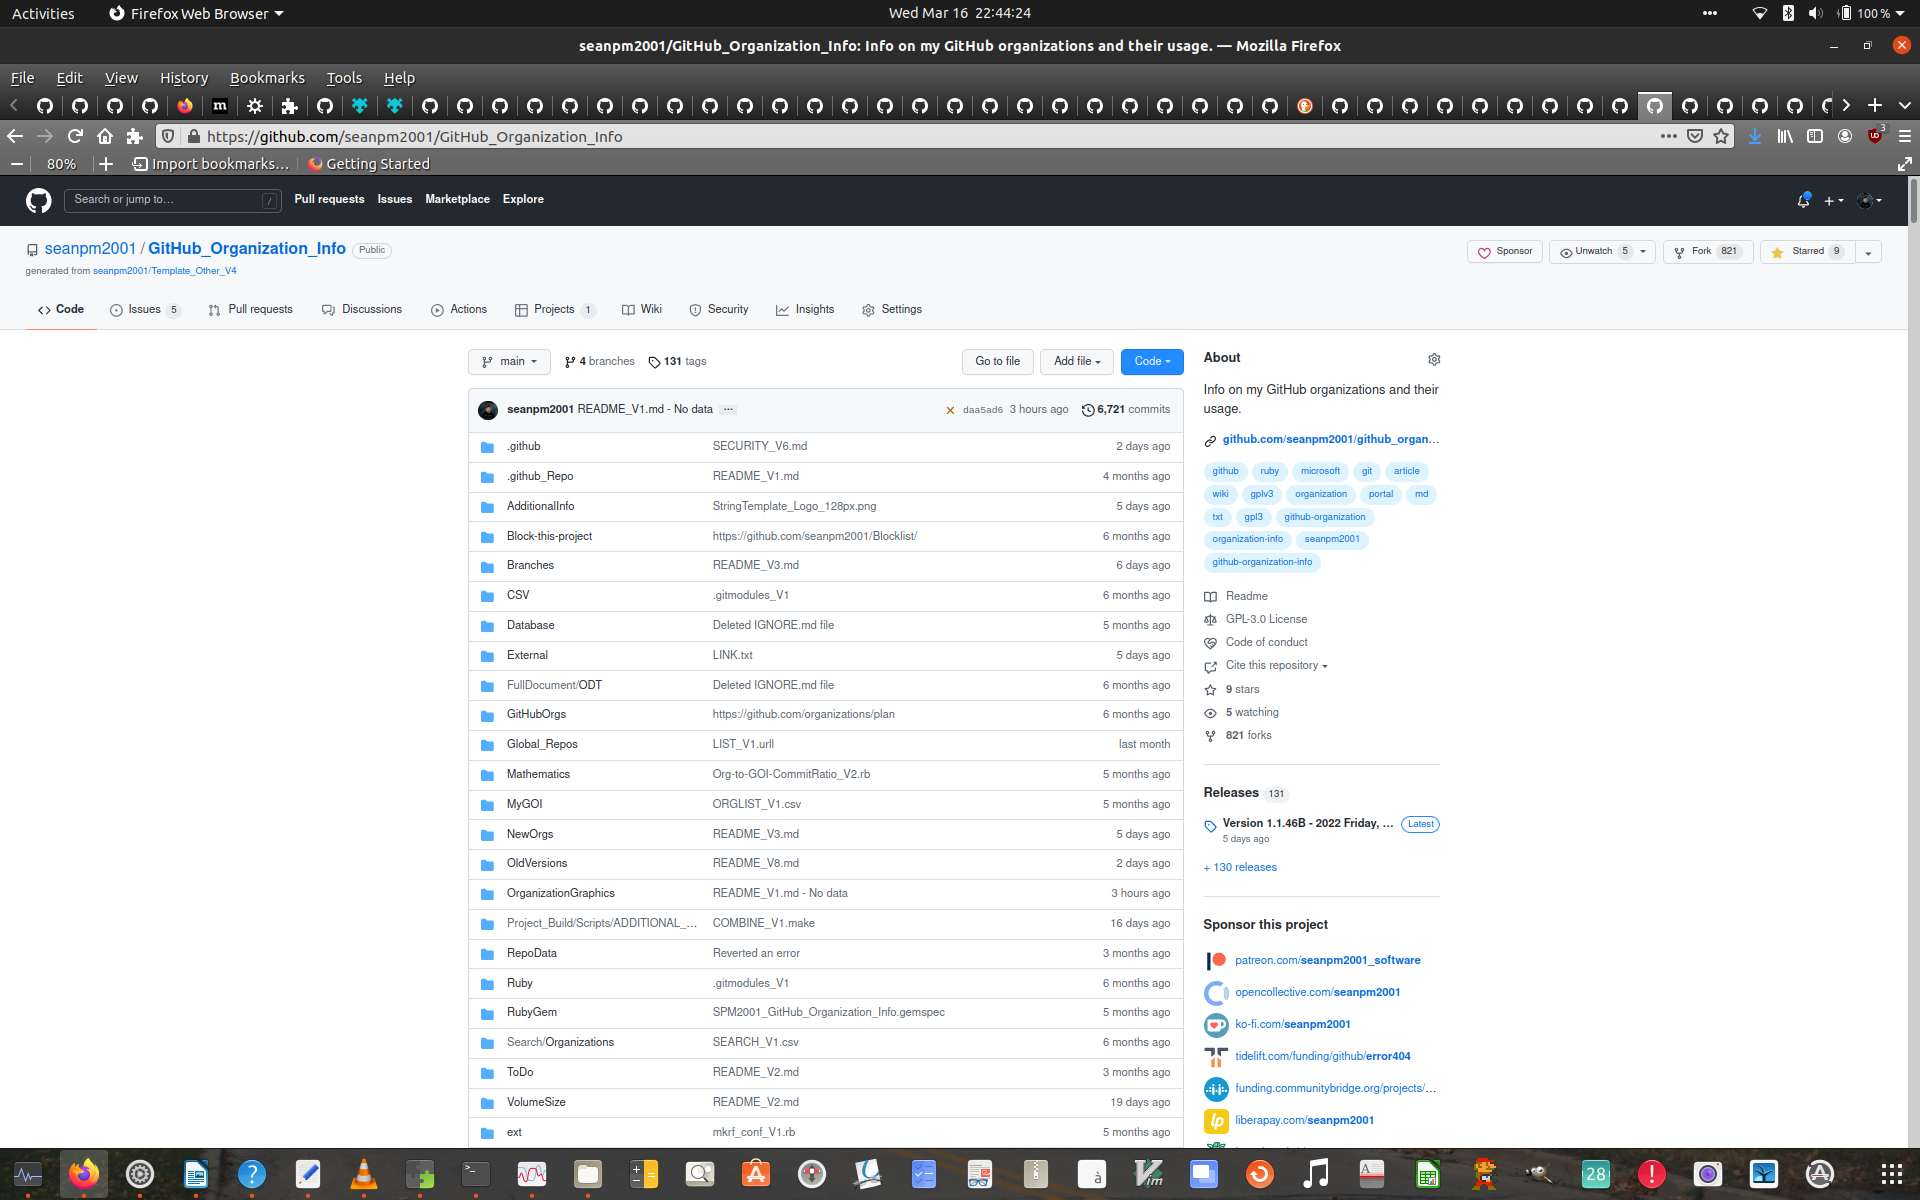 Activities Firefox Web Browser Wed Mar 16 22:44:24 100 %
seanpm2001/GitHub_Organization_Info: Info on my GitHub organizations and their usage. — Mozilla Firefox
File Edit View History Bookmarks Tools Help
https://github.com/seanpm2001/GitHub_Organization_Info 3
80% Import bookmarks… Getting Started
Search or jump to… / Pull requests Issues Marketplace Explore
seanpm2001 / GitHub_Organization_Info Public Sponsor Unwatch 5 Fork 821 Starred 9
generated from seanpm2001/Template_Other_V4
Code Issues 5 Pull requests Discussions Actions Projects 1 Wiki Security Insights Settings
main 4 branches 131 tags Go to file Add file Code
seanpm2001 README_V1.md - No data ... daa5ad6 3 hours ago 6,721 commits
.github SECURITY_V6.md 2 days ago
.github_Repo README_V1.md 4 months ago
AdditionalInfo StringTemplate_Logo_128px.png 5 days ago
Block-this-project https://github.com/seanpm2001/Blocklist/ 6 months ago
Branches README_V3.md 6 days ago
CSV .gitmodules_V1 6 months ago
Database Deleted IGNORE.md file 5 months ago
External LINK.txt 5 days ago
FullDocument/ODT Deleted IGNORE.md file 6 months ago
GitHubOrgs https://github.com/organizations/plan 6 months ago
Global_Repos LIST_V1.urll last month
Mathematics Org-to-GOI-CommitRatio_V2.rb 5 months ago
MyGOI ORGLIST_V1.csv 5 months ago
NewOrgs README_V3.md 5 days ago
OldVersions README_V8.md 2 days ago
OrganizationGraphics README_V1.md - No data 3 hours ago
Project_Build/Scripts/ADDITIONAL_… COMBINE_V1.make 16 days ago
RepoData Reverted an error 3 months ago
Ruby .gitmodules_V1 6 months ago
RubyGem SPM2001_GitHub_Organization_Info.gemspec 5 months ago
Search/Organizations SEARCH_V1.csv 6 months ago
ToDo README_V2.md 3 months ago
VolumeSize README_V2.md 19 days ago
ext mkrf_conf_V1.rb 5 months ago
About
Info on my GitHub organizations and their
usage.
github.com/seanpm2001/github_organ…
github ruby microsoft git article
wiki gplv3 organization portal md
txt gpl3 github-organization
organization-info seanpm2001
github-organization-info
Readme
GPL-3.0 License
Code of conduct
Cite this repository
9 stars
5 watching
821 forks
Releases 131
Version 1.1.46B - 2022 Friday, … Latest
5 days ago
+ 130 releases
Sponsor this project
patreon.com/seanpm2001_software
opencollective.com/seanpm2001
ko-fi.com/seanpm2001
tidelift.com/funding/github/error404
funding.communitybridge.org/projects/…
liberapay.com/seanpm2001
28